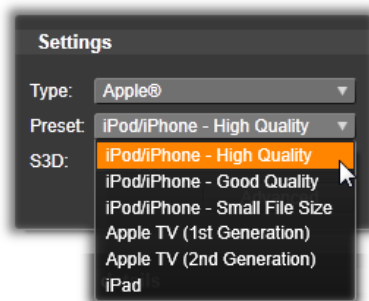 Settings
Type: Apple®
Preset: iPod/iPhone - High Quality
S3D:
iPod/iPhone - High Quality
iPod/iPhone - Good Quality
iPod/iPhone - Small File Size
Apple TV (1st Generation)
Apple TV (2nd Generation)
iPad